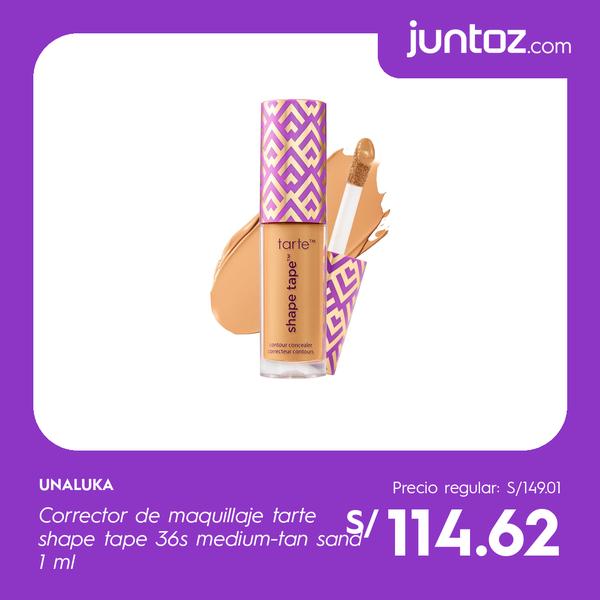 juntoz.com
tarte™
shape tape™
contour concealer
correcteur contours
UNALUKA
Precio regular: S/149.01
Corrector de maquillaje tarte
shape tape 36s medium-tan sand
1 ml
S/ 114.62